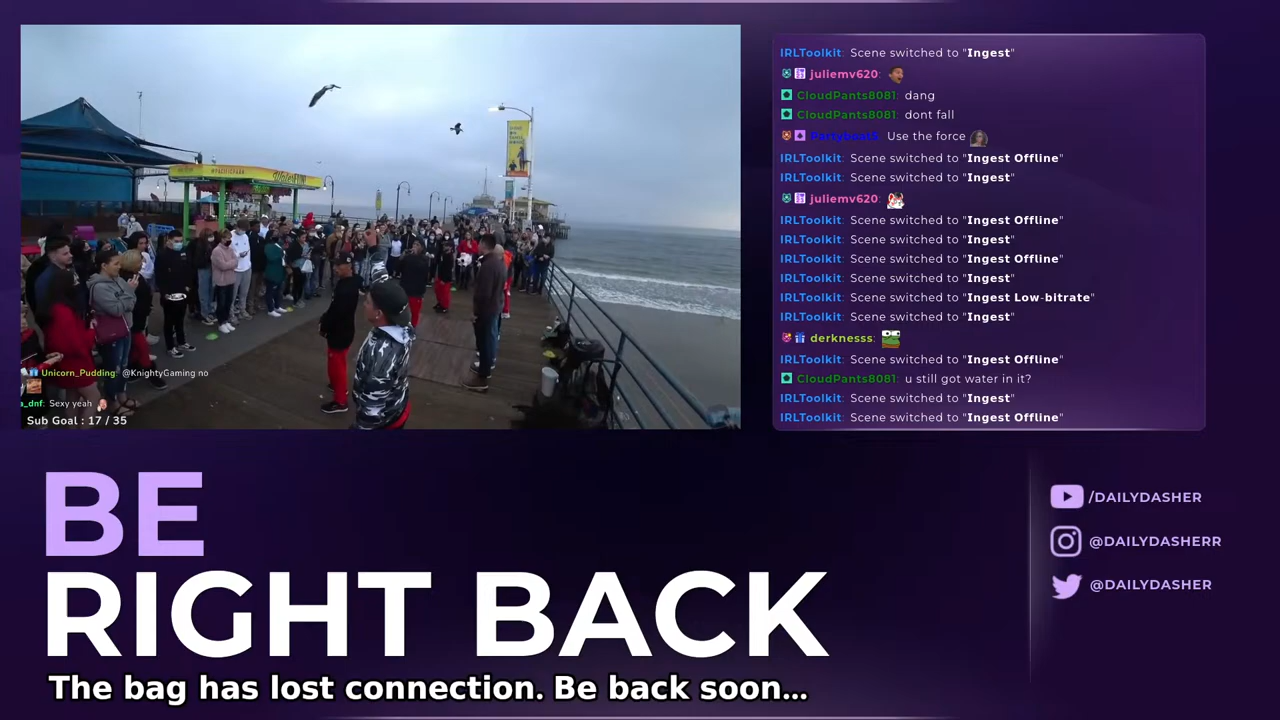 Unicorn_Pudding: @KnightyGaming no
a_dnf: Sexy yeah
Sub Goal : 17 / 35
IRLToolkit: Scene switched to "Ingest"
juliemv620:
CloudPants8081: dang
CloudPants8081: dont fall
Partyboat5: Use the force
IRLToolkit: Scene switched to "Ingest Offline"
IRLToolkit: Scene switched to "Ingest"
juliemv620:
IRLToolkit: Scene switched to "Ingest Offline"
IRLToolkit: Scene switched to "Ingest"
IRLToolkit: Scene switched to "Ingest Offline"
IRLToolkit: Scene switched to "Ingest"
IRLToolkit: Scene switched to "Ingest Low-bitrate"
IRLToolkit: Scene switched to "Ingest"
derknesss:
IRLToolkit: Scene switched to "Ingest Offline"
CloudPants8081: u still got water in it?
IRLToolkit: Scene switched to "Ingest"
IRLToolkit: Scene switched to "Ingest Offline"
BE
RIGHT BACK
The bag has lost connection. Be back soon...
/DAILYDASHER
@DAILYDASHERR
@DAILYDASHER